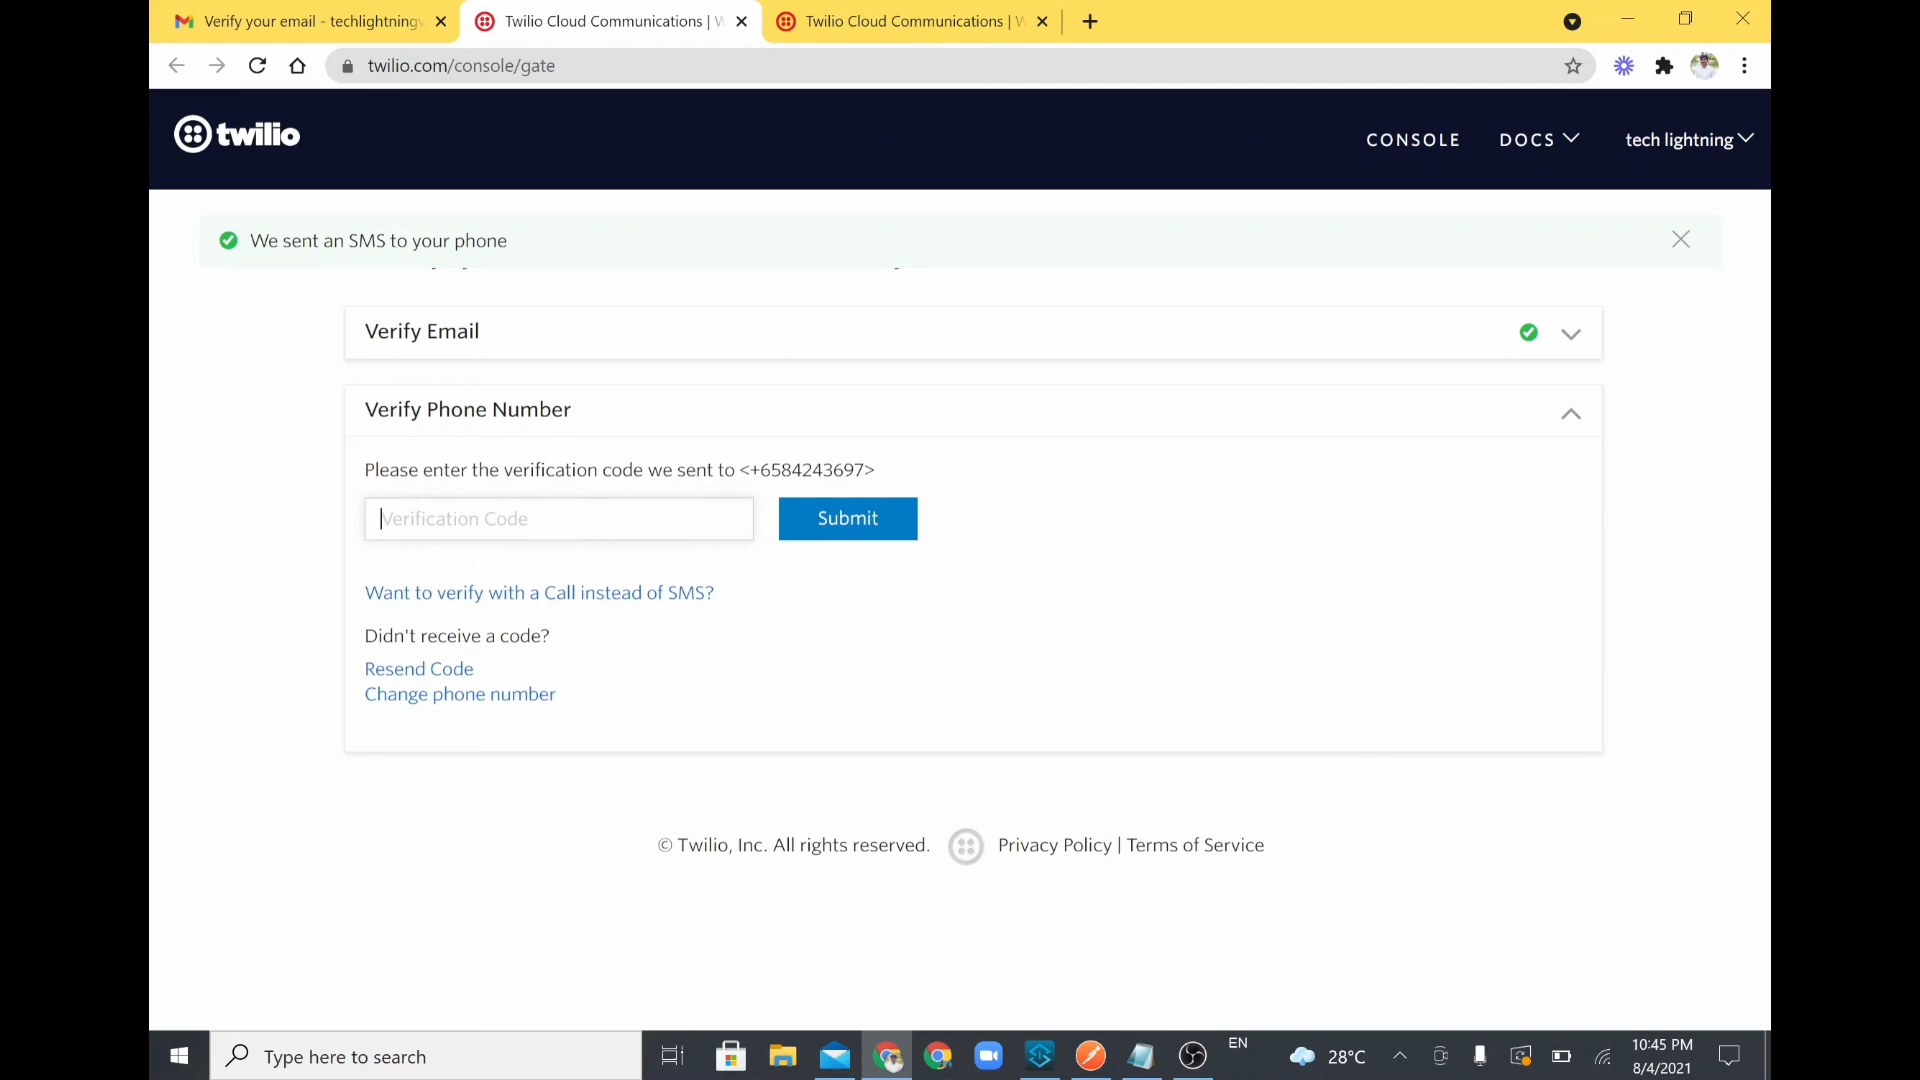 Verify your email - techlightning
Twilio Cloud Communications | W
Twilio Cloud Communications | W
twilio.com/console/gate
twilio
CONSOLE
DOCS
tech lightning
We sent an SMS to your phone
Verify Email
Verify Phone Number
Please enter the verification code we sent to <+6584243697>
Verification Code
Submit
Want to verify with a Call instead of SMS?
Didn't receive a code?
Resend Code
Change phone number
© Twilio, Inc. All rights reserved.
Privacy Policy | Terms of Service
Type here to search
EN
28°C
10:45 PM
8/4/2021